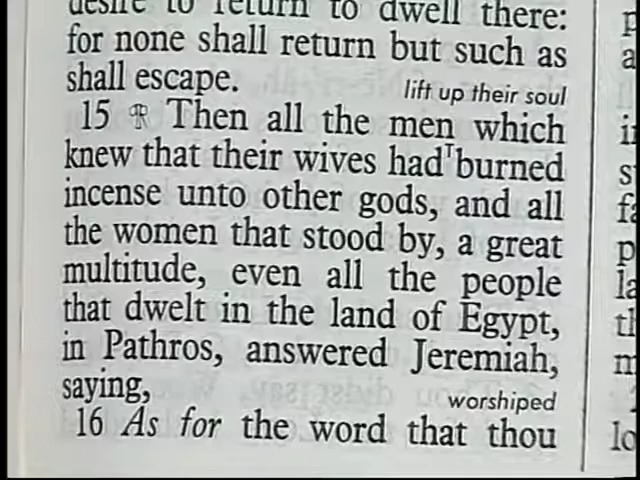 desire to return to dwell there:
for none shall return but such as
shall escape.
lift up their soul
15 Then all the men which
knew that their wives had T burned
incense unto other gods, and all
the women that stood by, a great
multitude, even all the people
that dwelt in the land of Egypt,
in Pathros, answered Jeremiah,
saying,
worshiped
16 As for the word that thou